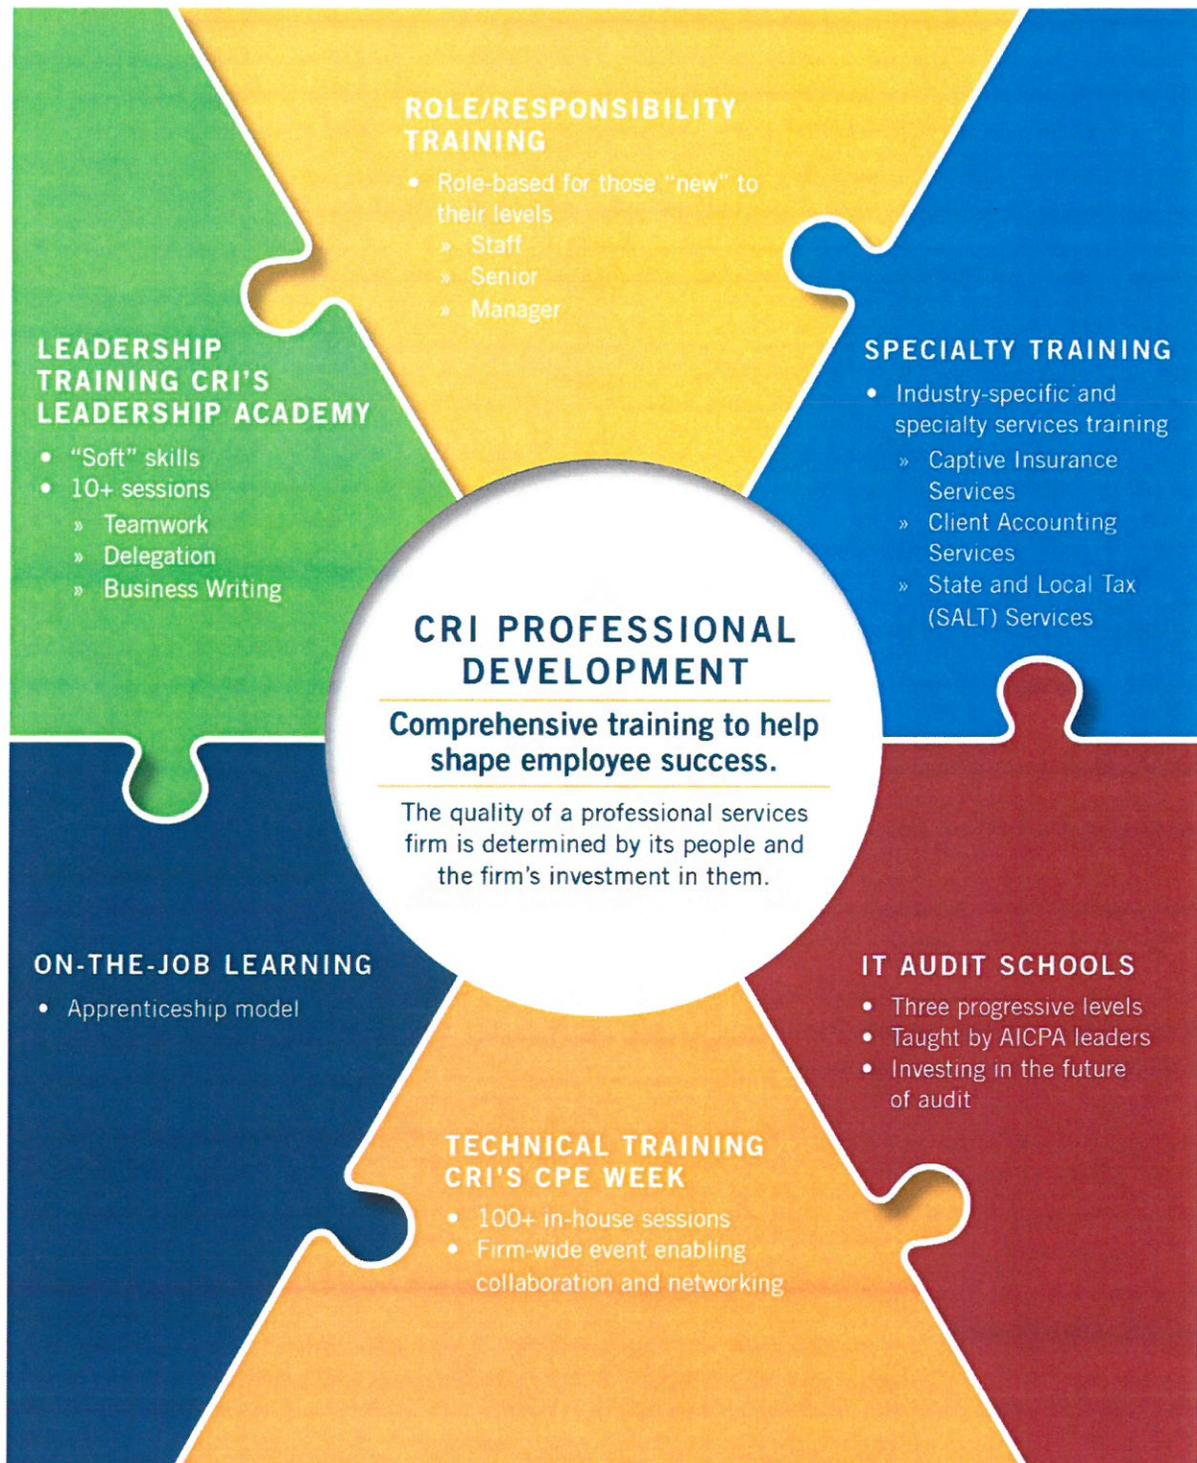 ROLE/RESPONSIBILITY
TRAINING
• Role-based for those "new" to
their levels
» Staff
» Senior
» Manager
LEADERSHIP
TRAINING CRI'S
LEADERSHIP ACADEMY
• "Soft" skills
• 10+ sessions
» Teamwork
» Delegation
» Business Writing
SPECIALTY TRAINING
• Industry-specific and
specialty services training
» Captive Insurance
Services
» Client Accounting
Services
» State and Local Tax
(SALT) Services
CRI PROFESSIONAL
DEVELOPMENT
Comprehensive training to help
shape employee success.
The quality of a professional services
firm is determined by its people and
the firm's investment in them.
ON-THE-JOB LEARNING
• Apprenticeship model
IT AUDIT SCHOOLS
• Three progressive levels
• Taught by AICPA leaders
• Investing in the future
of audit
TECHNICAL TRAINING
CRI'S CPE WEEK
• 100+ in-house sessions
• Firm-wide event enabling
collaboration and networking